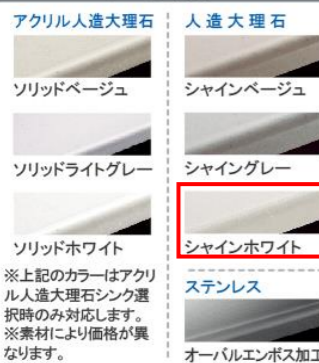 アクリル人造大理石
ソリッドベージュ
ソリッドライトグレー
ソリッドホワイト
※上記のカラーはアクリ
ル人造大理石シンク選
択時のみ対応します。
※素材により価格が異
なります。
人造大理石
シャインベージュ
シャイングレー
シャインホワイト
ステンレス
オーバルエンボス加工